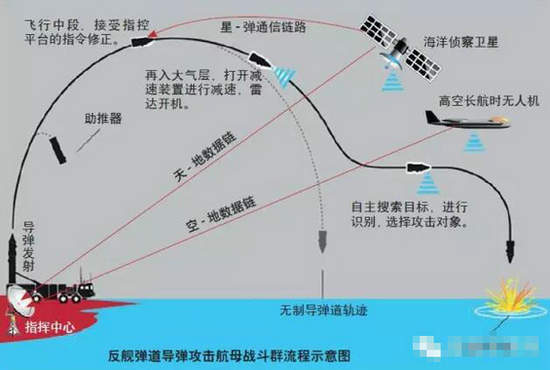 飞行中段，接受指控
平台的指令修正。
星-弹通信链路
海洋侦察卫星
再入大气层，打开减
速装置进行减速，雷
达开机。
高空长航时无人机
助推器
天-地数据链
空-地数据链
自主搜索目标，进行
识别，选择攻击对象。
导弹发射
无制导弹道轨迹
指挥中心
反舰弹道导弹攻击航母战斗群流程示意图